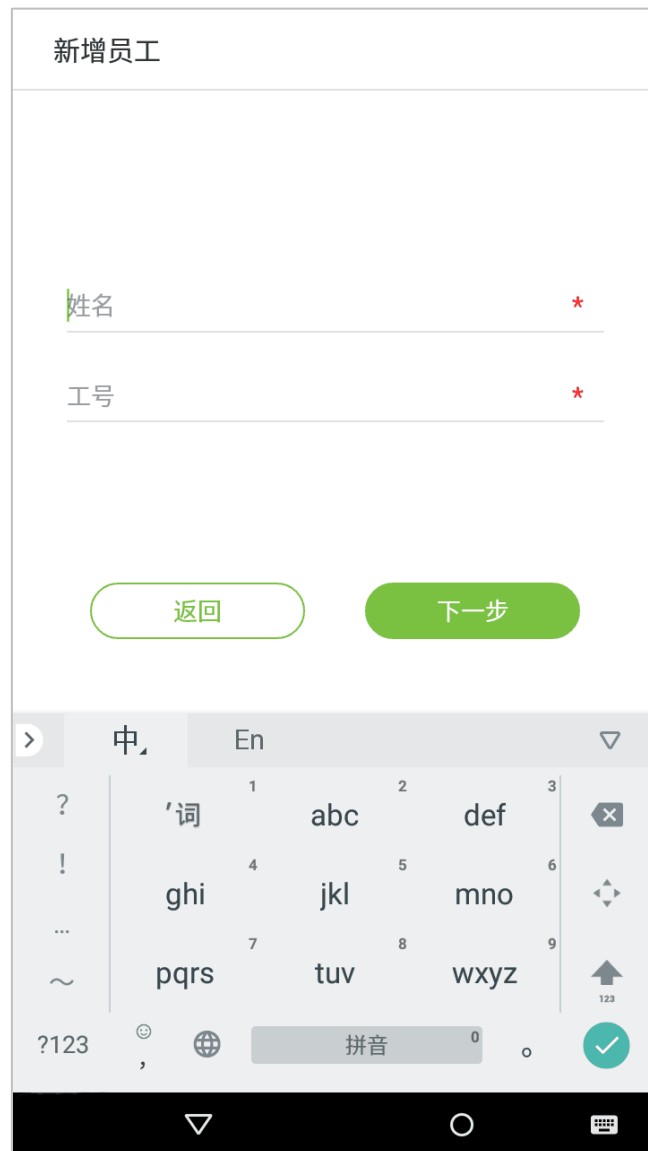 新增员工
姓名 *
工号 *
返回 下一步
中 En
? '词 1 abc 2 def 3
! ghi 4 jkl 5 mno 6
...
~ pqrs 7 tuv 8 wxyz 9
123
?123 , 拼音 0 。